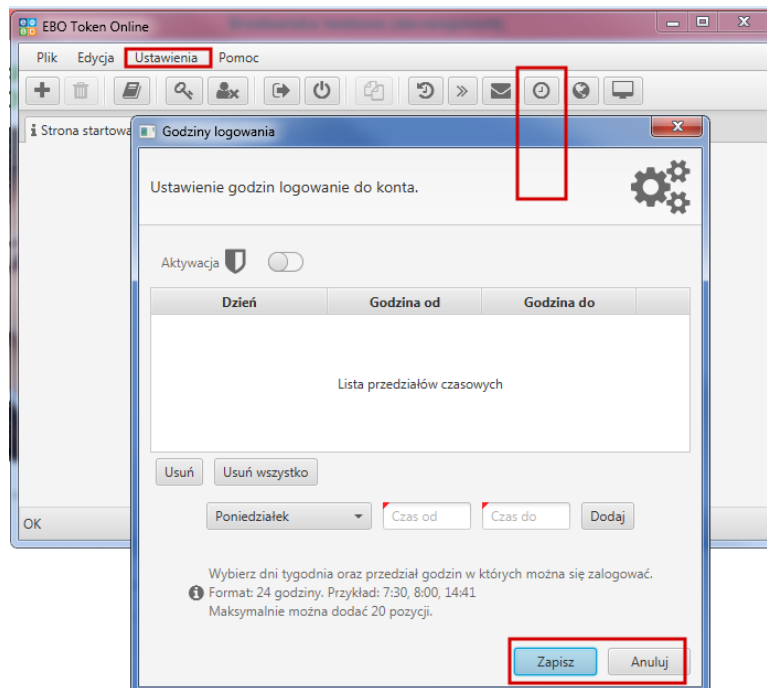 EBO Token Online
Plik Edycja Ustawienia Pomoc
i Strona startowa
Godziny logowania
Ustawienie godzin logowanie do konta.
Aktywacja
Dzień Godzina od Godzina do
Lista przedziałów czasowych
Usuń Usuń wszystko
Poniedziałek Czas od Czas do Dodaj
OK
Wybierz dni tygodnia oraz przedział godzin w których można się zalogować.
Format: 24 godziny. Przykład: 7:30, 8:00, 14:41
Maksymalnie można dodać 20 pozycji.
Zapisz Anuluj